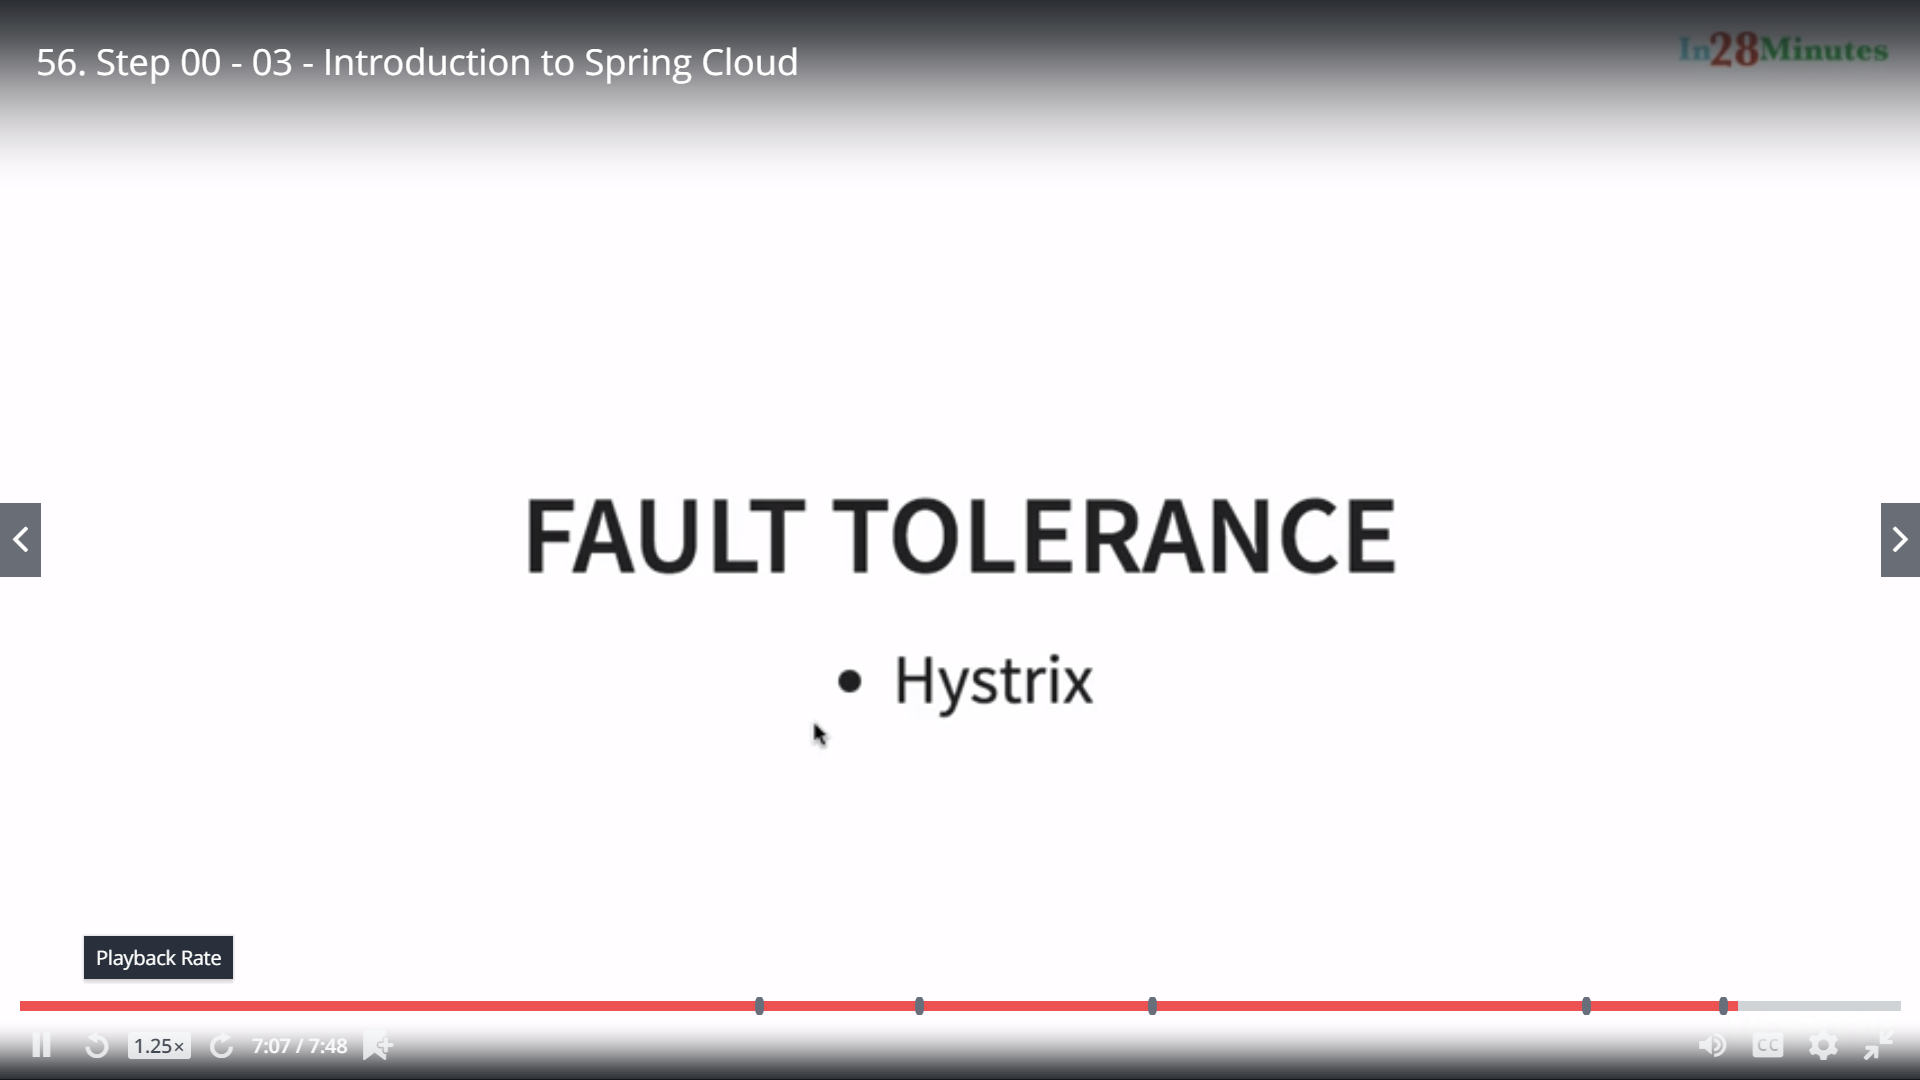 56. Step 00 - 03 - Introduction to Spring Cloud
In28Minutes
FAULT TOLERANCE
• Hystrix
Playback Rate
1.25×
7:07 / 7:48
CC